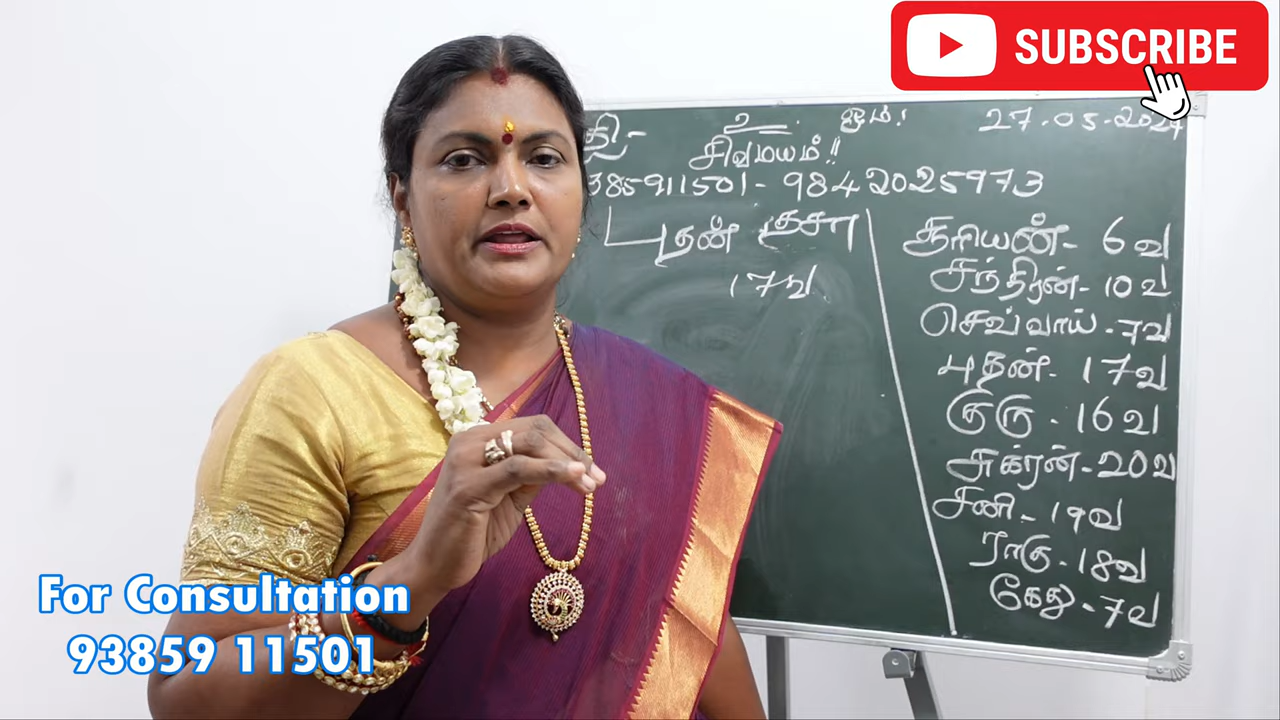 SUBSCRIBE
உ ஓம்! 27.05.2024
சிவமயம்!!
9385911501- 9842025973
புதன் தசா
17வ
சூரியன்- 6வ
சந்திரன்- 10வ
செவ்வாய்-7வ
புதன்- 17வ
குரு - 16வ
சுக்ரன்-20வ
சனி- 19வ
ராகு-18வ
கேது-7வ
For Consultation
93859 11501